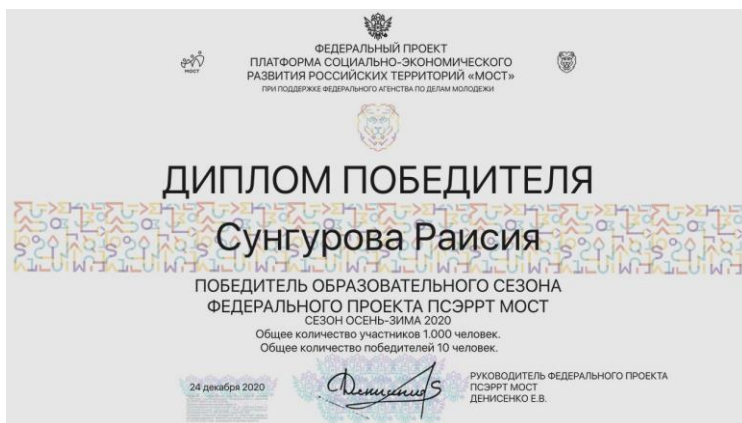 ФЕДЕРАЛЬНЫЙ ПРОЕКТ
ПЛАТФОРМА СОЦИАЛЬНО-ЭКОНОМИЧЕСКОГО
РАЗВИТИЯ РОССИЙСКИХ ТЕРРИТОРИЙ «МОСТ»
ПРИ ПОДДЕРЖКЕ ФЕДЕРАЛЬНОГО АГЕНСТВА ПО ДЕЛАМ МОЛОДЕЖИ
МОСТ
ДИПЛОМ ПОБЕДИТЕЛЯ
Сунгурова Раисия
ПОБЕДИТЕЛЬ ОБРАЗОВАТЕЛЬНОГО СЕЗОНА
ФЕДЕРАЛЬНОГО ПРОЕКТА ПСЭРРТ МОСТ
СЕЗОН ОСЕНЬ-ЗИМА 2020
Общее количество участников 1.000 человек.
Общее количество победителей 10 человек.
24 декабря 2020
РУКОВОДИТЕЛЬ ФЕДЕРАЛЬНОГО ПРОЕКТА
ПСЭРРТ МОСТ
ДЕНИСЕНКО Е.В.